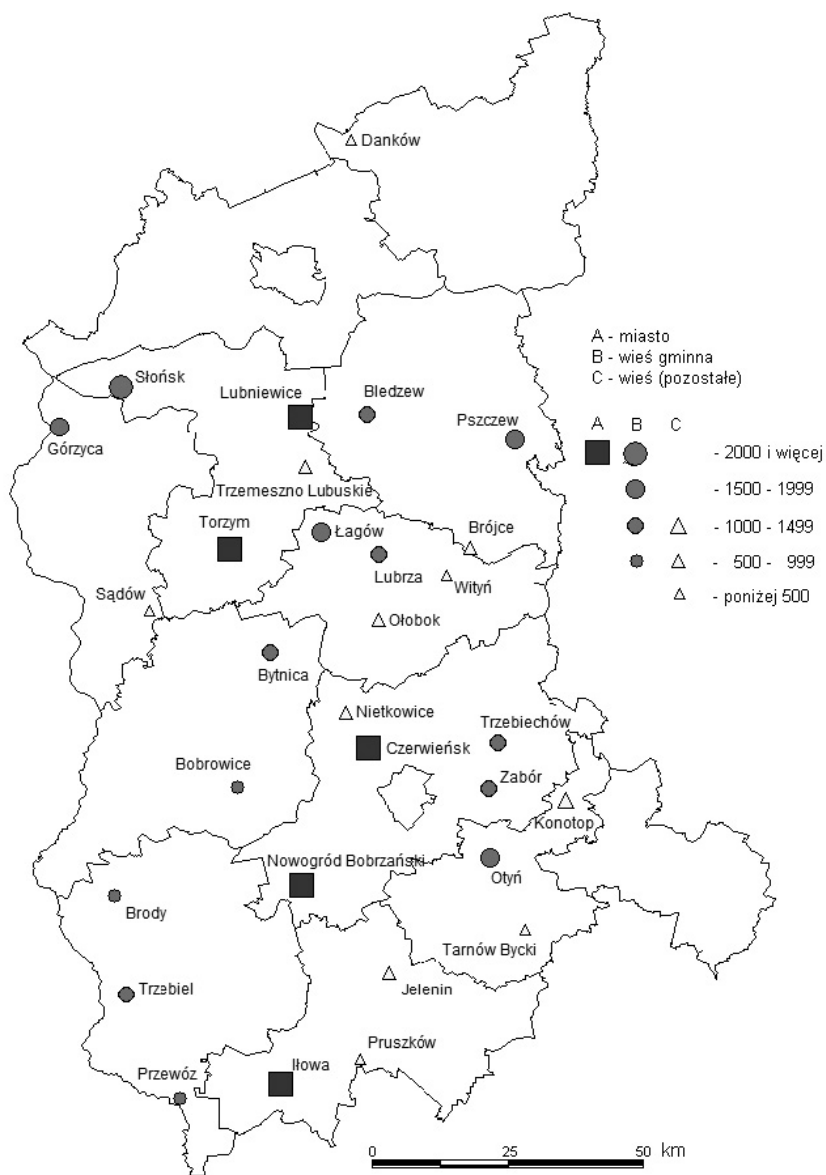 Danków
A - miasto
B - wieś gminna
C - wieś (pozostałe)
Słońsk
Lubniewice
Bledzew
Pszczew
Górzyca
A B C
- 2000 i więcej
- 1500 - 1999
- 1000 - 1499
- 500 - 999
- poniżej 500
Trzemeszno Lubuskie
Torzym
Łagów
Brójce
Lubrza
Wityń
Sądów
Ołobok
Bytnica
Nietkowice
Trzebiechów
Czerwieńsk
Bobrowice
Zabór
Konotop
Nowogród Bobrzański
Otyń
Brody
Tarnów Bycki
Trzebiel
Jelenin
Pruszków
Przewóz
Iłowa
0 25 50 km